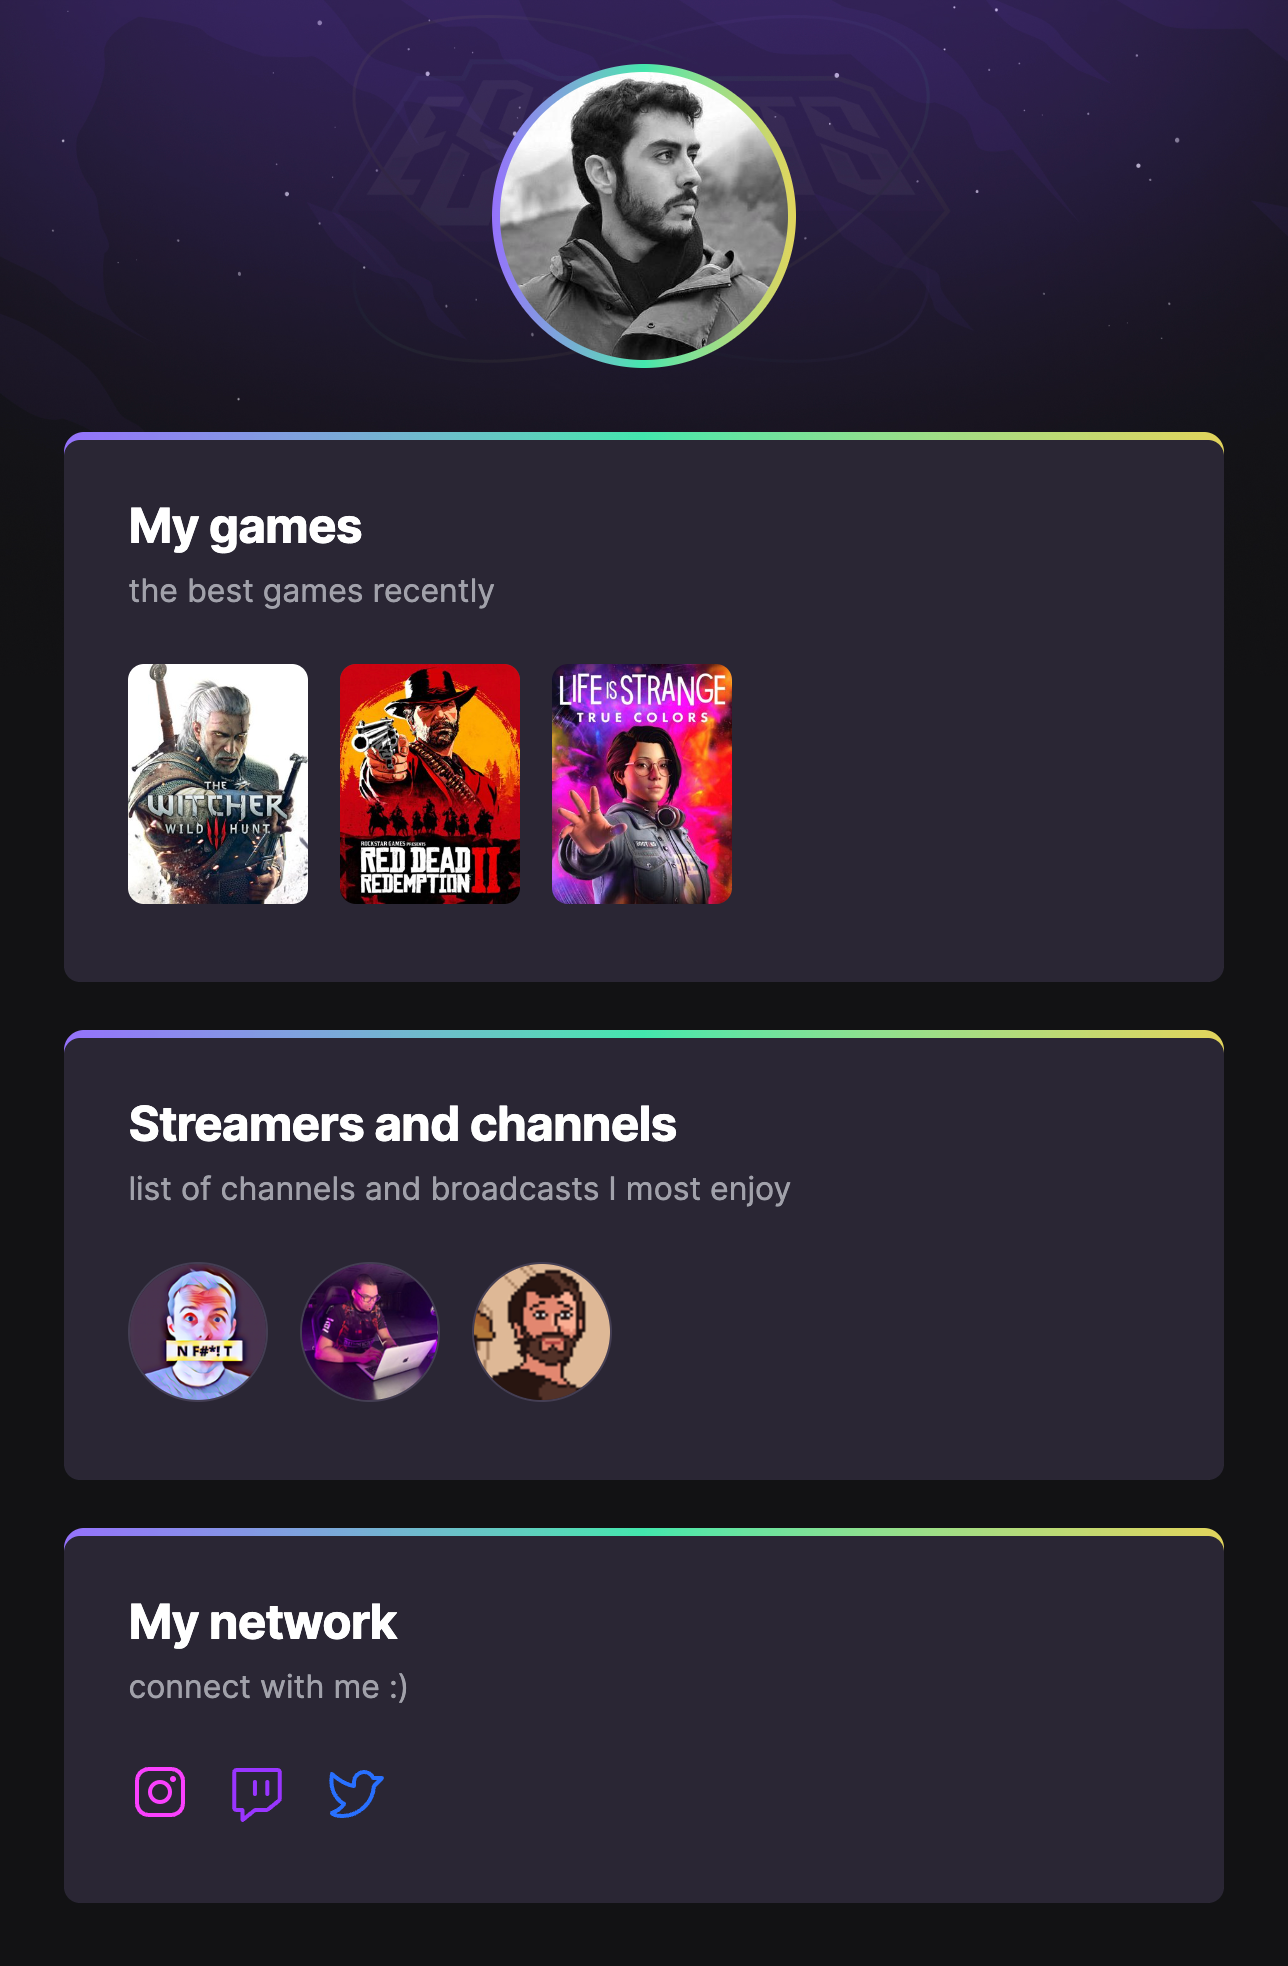 My games
the best games recently
THE
WITCHER
WILD HUNT
LIFE IS STRANGE
TRUE COLORS
ROCKSTAR GAMES PRESENTS
RED DEAD
REDEMPTION II
Streamers and channels
list of channels and broadcasts I most enjoy
N F#*! T
My network
connect with me :)